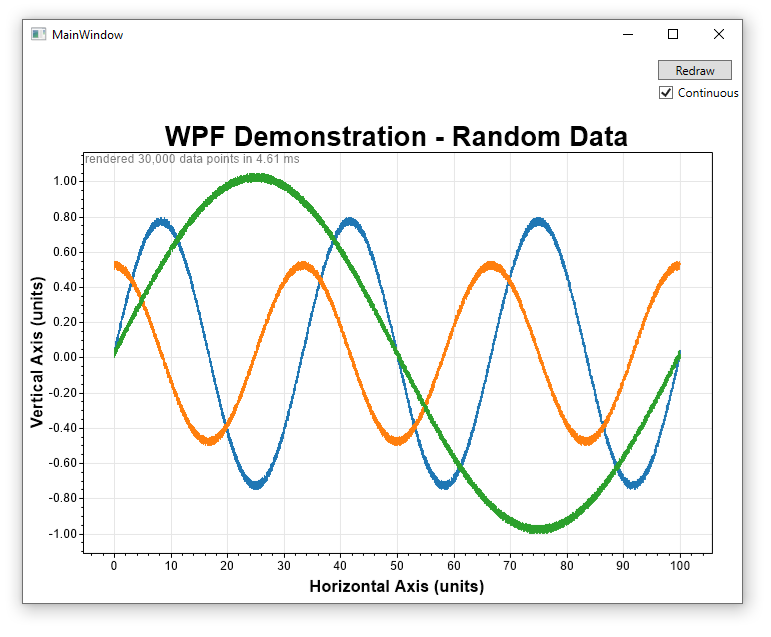 MainWindow
Redraw
Continuous
WPF Demonstration - Random Data
rendered 30,000 data points in 4.61 ms
1.00
0.80
0.60
0.40
0.20
0.00
-0.20
-0.40
-0.60
-0.80
-1.00
Vertical Axis (units)
0 10 20 30 40 50 60 70 80 90 100
Horizontal Axis (units)